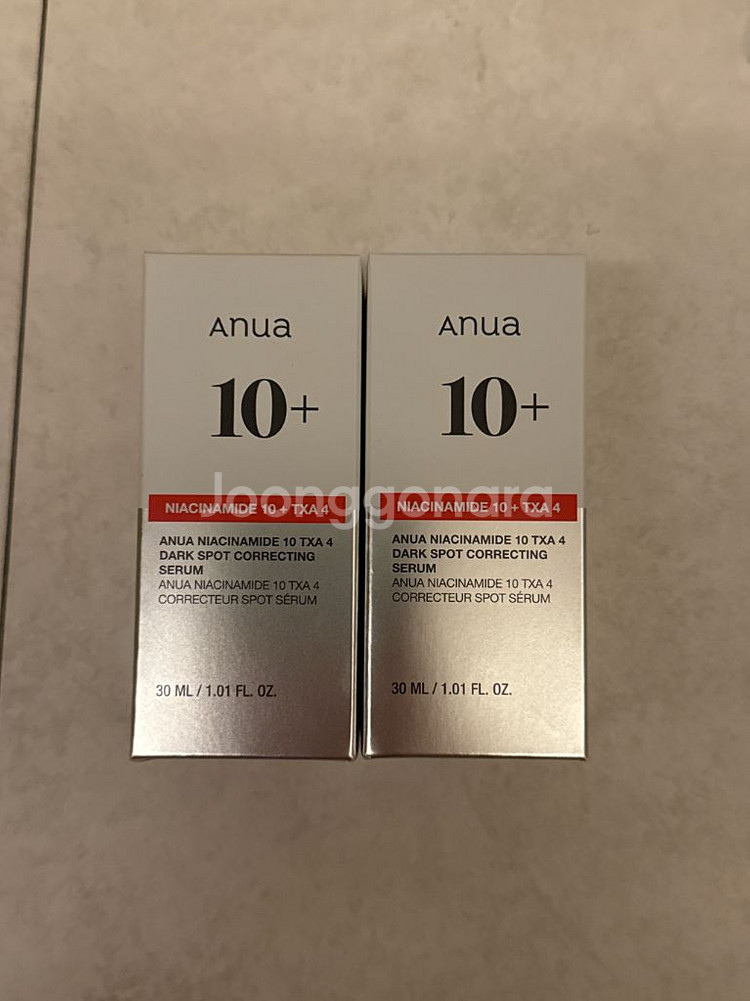 Anua
10+
NIACINAMIDE 10 + TXA 4
ANUA NIACINAMIDE 10 TXA 4
DARK SPOT CORRECTING
SERUM
ANUA NIACINAMIDE 10 TXA 4
CORRECTEUR SPOT SÉRUM
30 ML / 1.01 FL. OZ.
Anua
10+
NIACINAMIDE 10 + TXA 4
ANUA NIACINAMIDE 10 TXA 4
DARK SPOT CORRECTING
SERUM
ANUA NIACINAMIDE 10 TXA 4
CORRECTEUR SPOT SÉRUM
30 ML / 1.01 FL. OZ.
Joonggonara